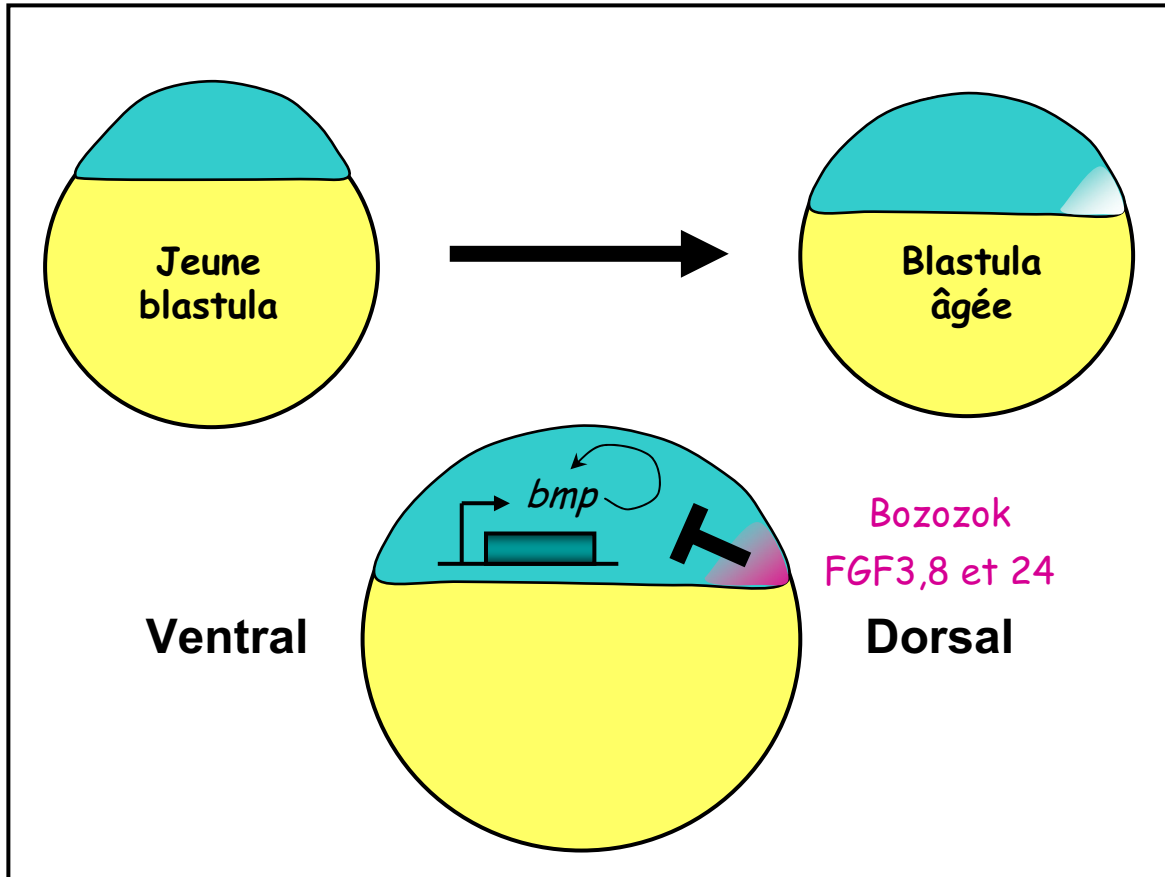 Jeune
blastula
Blastula
âgée
bmp
Bozozok
FGF3,8 et 24
Ventral
Dorsal